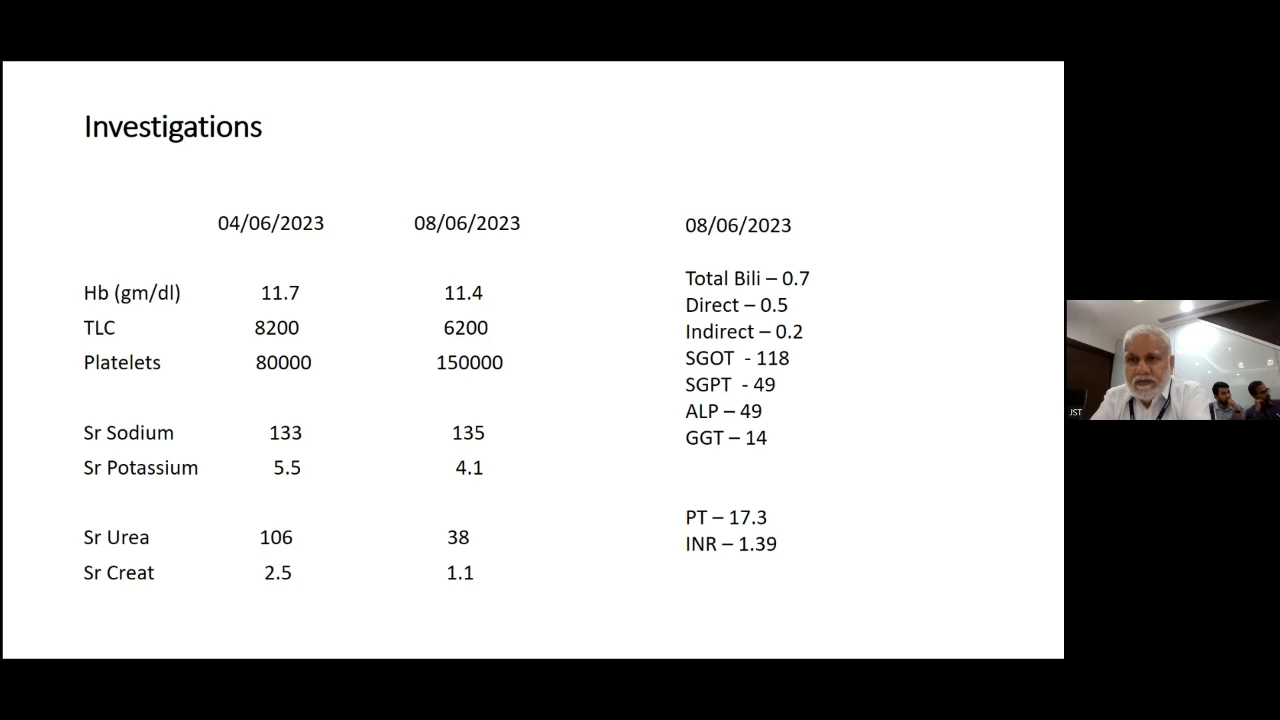 Investigations
04/06/2023 08/06/2023
Hb (gm/dl) 11.7 11.4
TLC 8200 6200
Platelets 80000 150000
Sr Sodium 133 135
Sr Potassium 5.5 4.1
Sr Urea 106 38
Sr Creat 2.5 1.1
08/06/2023
Total Bili – 0.7
Direct – 0.5
Indirect – 0.2
SGOT - 118
SGPT - 49
ALP – 49
GGT – 14
PT – 17.3
INR – 1.39
JST